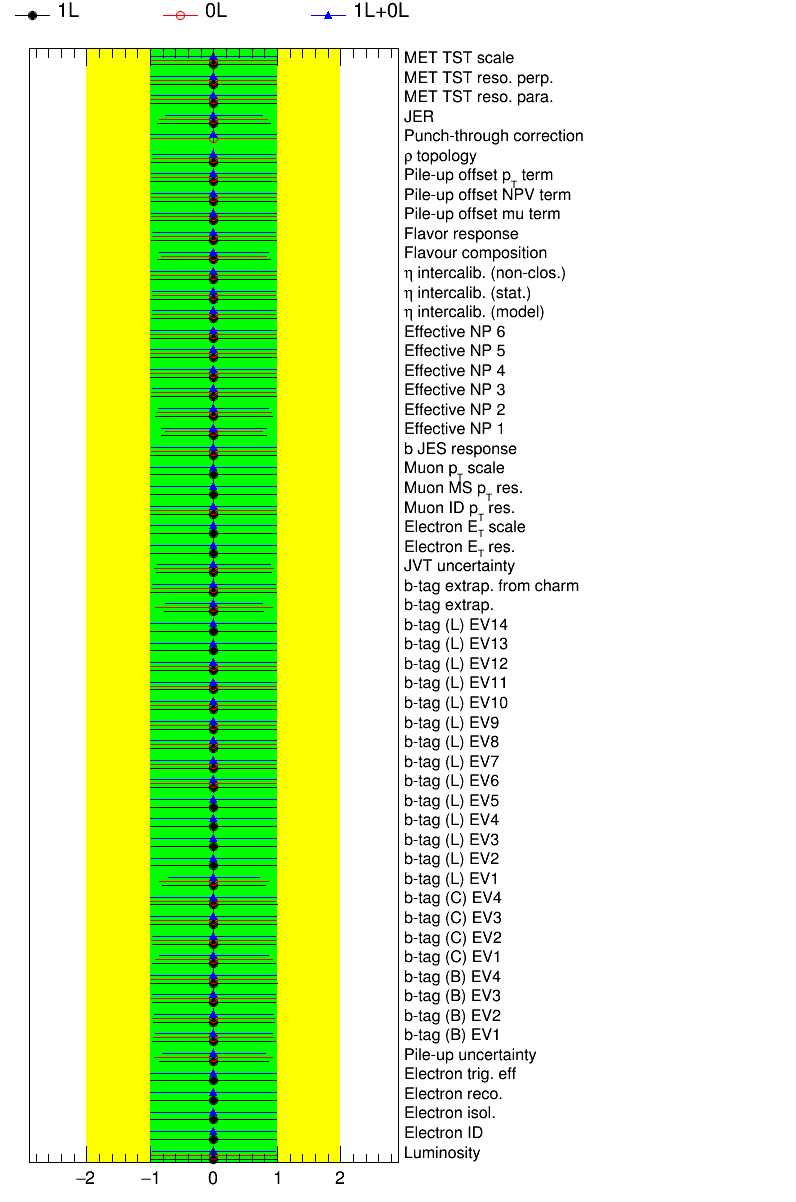 1L 0L 1L+0L
MET TST scale
MET TST reso. perp.
MET TST reso. para.
JER
Punch-through correction
ρ topology
Pile-up offset p_T term
Pile-up offset NPV term
Pile-up offset mu term
Flavor response
Flavour composition
η intercalib. (non-clos.)
η intercalib. (stat.)
η intercalib. (model)
Effective NP 6
Effective NP 5
Effective NP 4
Effective NP 3
Effective NP 2
Effective NP 1
b JES response
Muon p_T scale
Muon MS p_T res.
Muon ID p_T res.
Electron E_T scale
Electron E_T res.
JVT uncertainty
b-tag extrap. from charm
b-tag extrap.
b-tag (L) EV14
b-tag (L) EV13
b-tag (L) EV12
b-tag (L) EV11
b-tag (L) EV10
b-tag (L) EV9
b-tag (L) EV8
b-tag (L) EV7
b-tag (L) EV6
b-tag (L) EV5
b-tag (L) EV4
b-tag (L) EV3
b-tag (L) EV2
b-tag (L) EV1
b-tag (C) EV4
b-tag (C) EV3
b-tag (C) EV2
b-tag (C) EV1
b-tag (B) EV4
b-tag (B) EV3
b-tag (B) EV2
b-tag (B) EV1
Pile-up uncertainty
Electron trig. eff
Electron reco.
Electron isol.
Electron ID
Luminosity
−2 −1 0 1 2